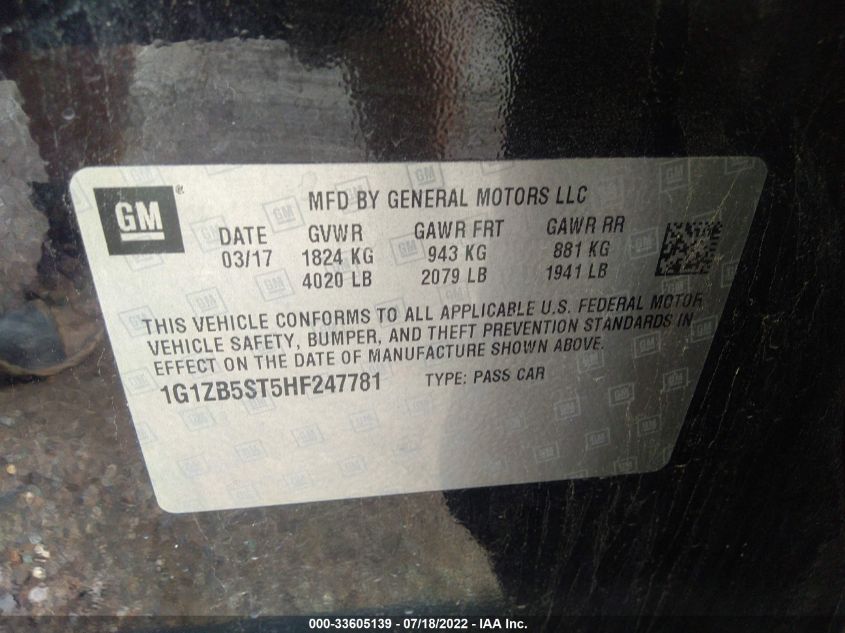 GM®
MFD BY GENERAL MOTORS LLC
DATE GVWR GAWR FRT GAWR RR
03/17 1824 KG 943 KG 881 KG
4020 LB 2079 LB 1941 LB
THIS VEHICLE CONFORMS TO ALL APPLICABLE U.S. FEDERAL MOTOR
VEHICLE SAFETY, BUMPER, AND THEFT PREVENTION STANDARDS IN
EFFECT ON THE DATE OF MANUFACTURE SHOWN ABOVE.
1G1ZB5ST5HF247781 TYPE: PASS CAR
000-33605139 - 07/18/2022 - IAA Inc.